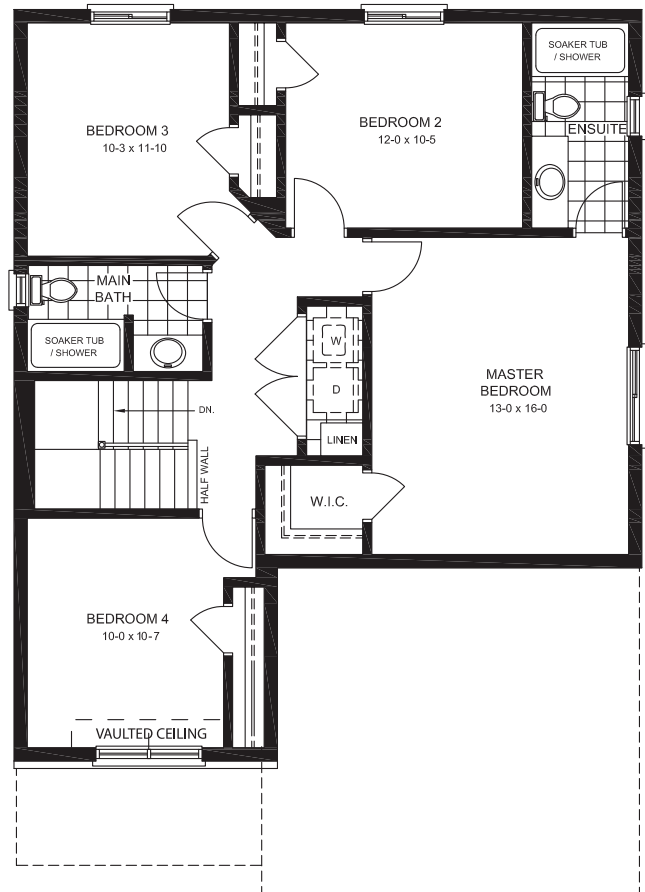 SOAKER TUB
/ SHOWER
ENSUITE
BEDROOM 3
10-3 x 11-10
BEDROOM 2
12-0 x 10-5
MAIN
BATH
SOAKER TUB
/ SHOWER
W
D
LINEN
MASTER
BEDROOM
13-0 x 16-0
DN.
HALF WALL
W.I.C.
BEDROOM 4
10-0 x 10-7
VAULTED CEILING